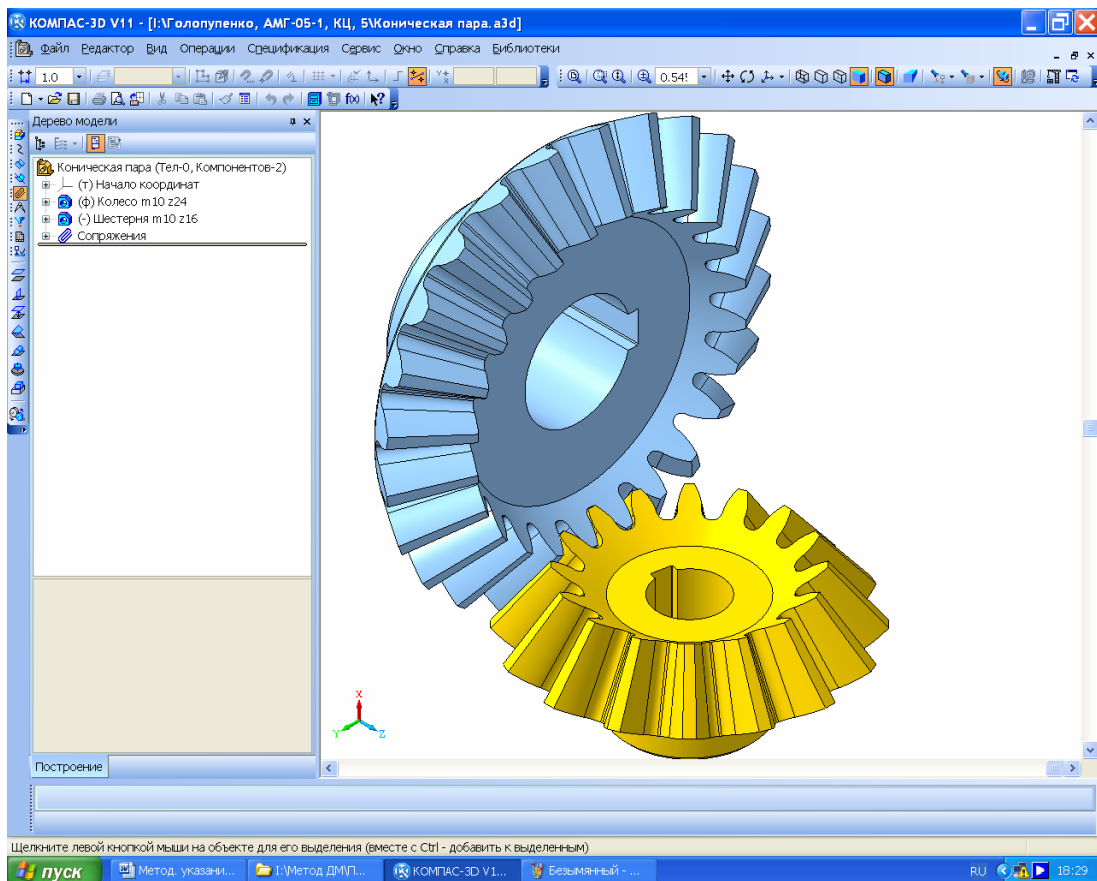 КОМПАС-3D V11 - [I:\Голопупенко, АМГ-05-1, КЦ, 5\Коническая пара.a3d]
Файл Редактор Вид Операции Спецификация Сервис Окно Справка Библиотеки
1.0 0.54
Дерево модели
Коническая пара (Тел-0, Компонентов-2)
(т) Начало координат
(ф) Колесо m10 z24
(-) Шестерня m10 z16
Сопряжения
X
Y
Z
Построение
Щелкните левой кнопкой мыши на объекте для его выделения (вместе с Ctrl - добавить к выделенным)
пуск Метод. указани... I:\Метод ДМ\П... КОМПАС-3D V1... Безымянный - ... RU 18:29